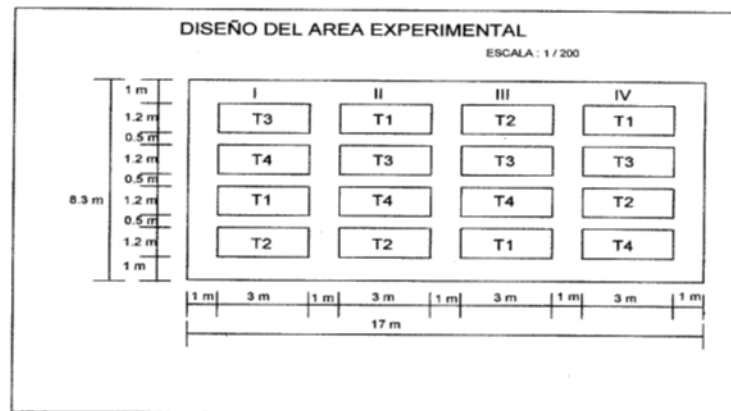 DISEÑO DEL AREA EXPERIMENTAL
ESCALA : 1 / 200
I II III IV
1 m
1.2 m T3 T1 T2 T1
0.5 m
1.2 m T4 T3 T3 T3
0.5 m
8.3 m 1.2 m T1 T4 T4 T2
0.5 m
1.2 m T2 T2 T1 T4
1 m
1 m 3 m 1 m 3 m 1 m 3 m 1 m 3 m 1 m
17 m